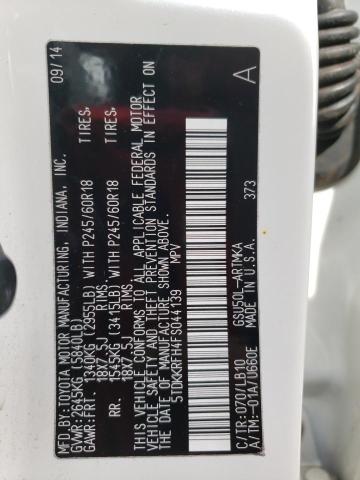 MFD.BY:TOYOTA MOTOR MANUFACTURING, INDIANA, INC. 09/14
GVWR:2645KG (5840LB)
GAWR:FRT. 1340KG (2955LB) WITH P245/60R18 TIRES,
18X7.5J RIMS,
RR. 1545KG (3415LB) WITH P245/60R18 TIRES,
18X7.5J RIMS,
THIS VEHICLE CONFORMS TO ALL APPLICABLE FEDERAL MOTOR
VEHICLE SAFETY AND THEFT PREVENTION STANDARDS IN EFFECT ON
THE DATE OF MANUFACTURE SHOWN ABOVE.
5TDKKRFH4FS044139 MPV
A
C/TR:070/LB10 GSU50L-ARTMKA 373
A/TM:-01A/U660E MADE IN U.S.A.